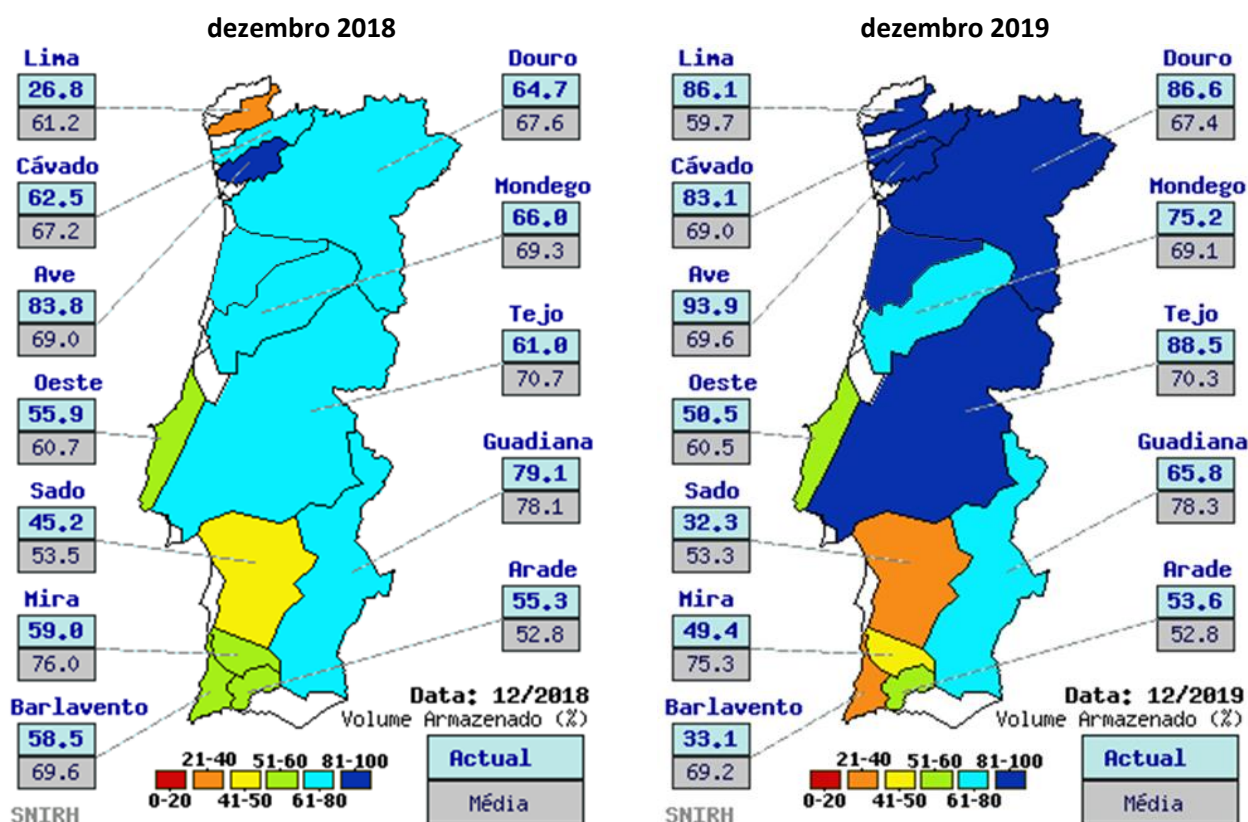 dezembro 2018
Lima
26.8
61.2
Douro
64.7
67.6
Cávado
62.5
67.2
Mondego
66.0
69.3
Ave
83.8
69.0
Tejo
61.0
70.7
Oeste
55.9
60.7
Guadiana
79.1
78.1
Sado
45.2
53.5
Arade
55.3
52.8
Mira
59.0
76.0
Barlavento
58.5
69.6
Data: 12/2018
Volume Armazenado (%)
21-40 51-60 81-100
0-20 41-50 61-80
Actual
Média
SNIRH
dezembro 2019
Lima
86.1
59.7
Douro
86.6
67.4
Cávado
83.1
69.0
Mondego
75.2
69.1
Ave
93.9
69.6
Tejo
88.5
70.3
Oeste
50.5
60.5
Guadiana
65.8
78.3
Sado
32.3
53.3
Arade
53.6
52.8
Mira
49.4
75.3
Barlavento
33.1
69.2
Data: 12/2019
Volume Armazenado (%)
21-40 51-60 81-100
0-20 41-50 61-80
Actual
Média
SNIRH